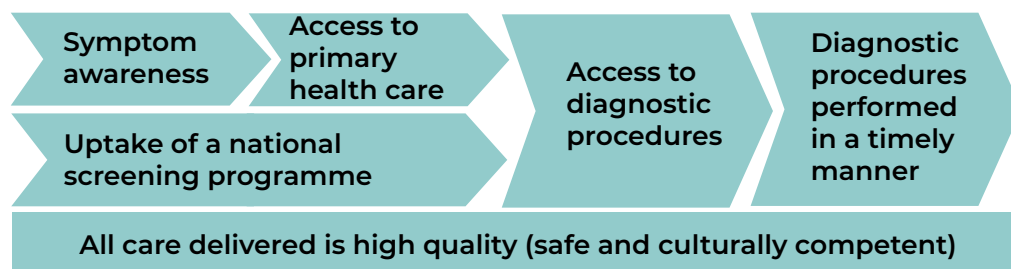 Symptom
awareness
Access to
primary
health care
Uptake of a national
screening programme
Access to
diagnostic
procedures
Diagnostic
procedures
performed
in a timely
manner
All care delivered is high quality (safe and culturally competent)